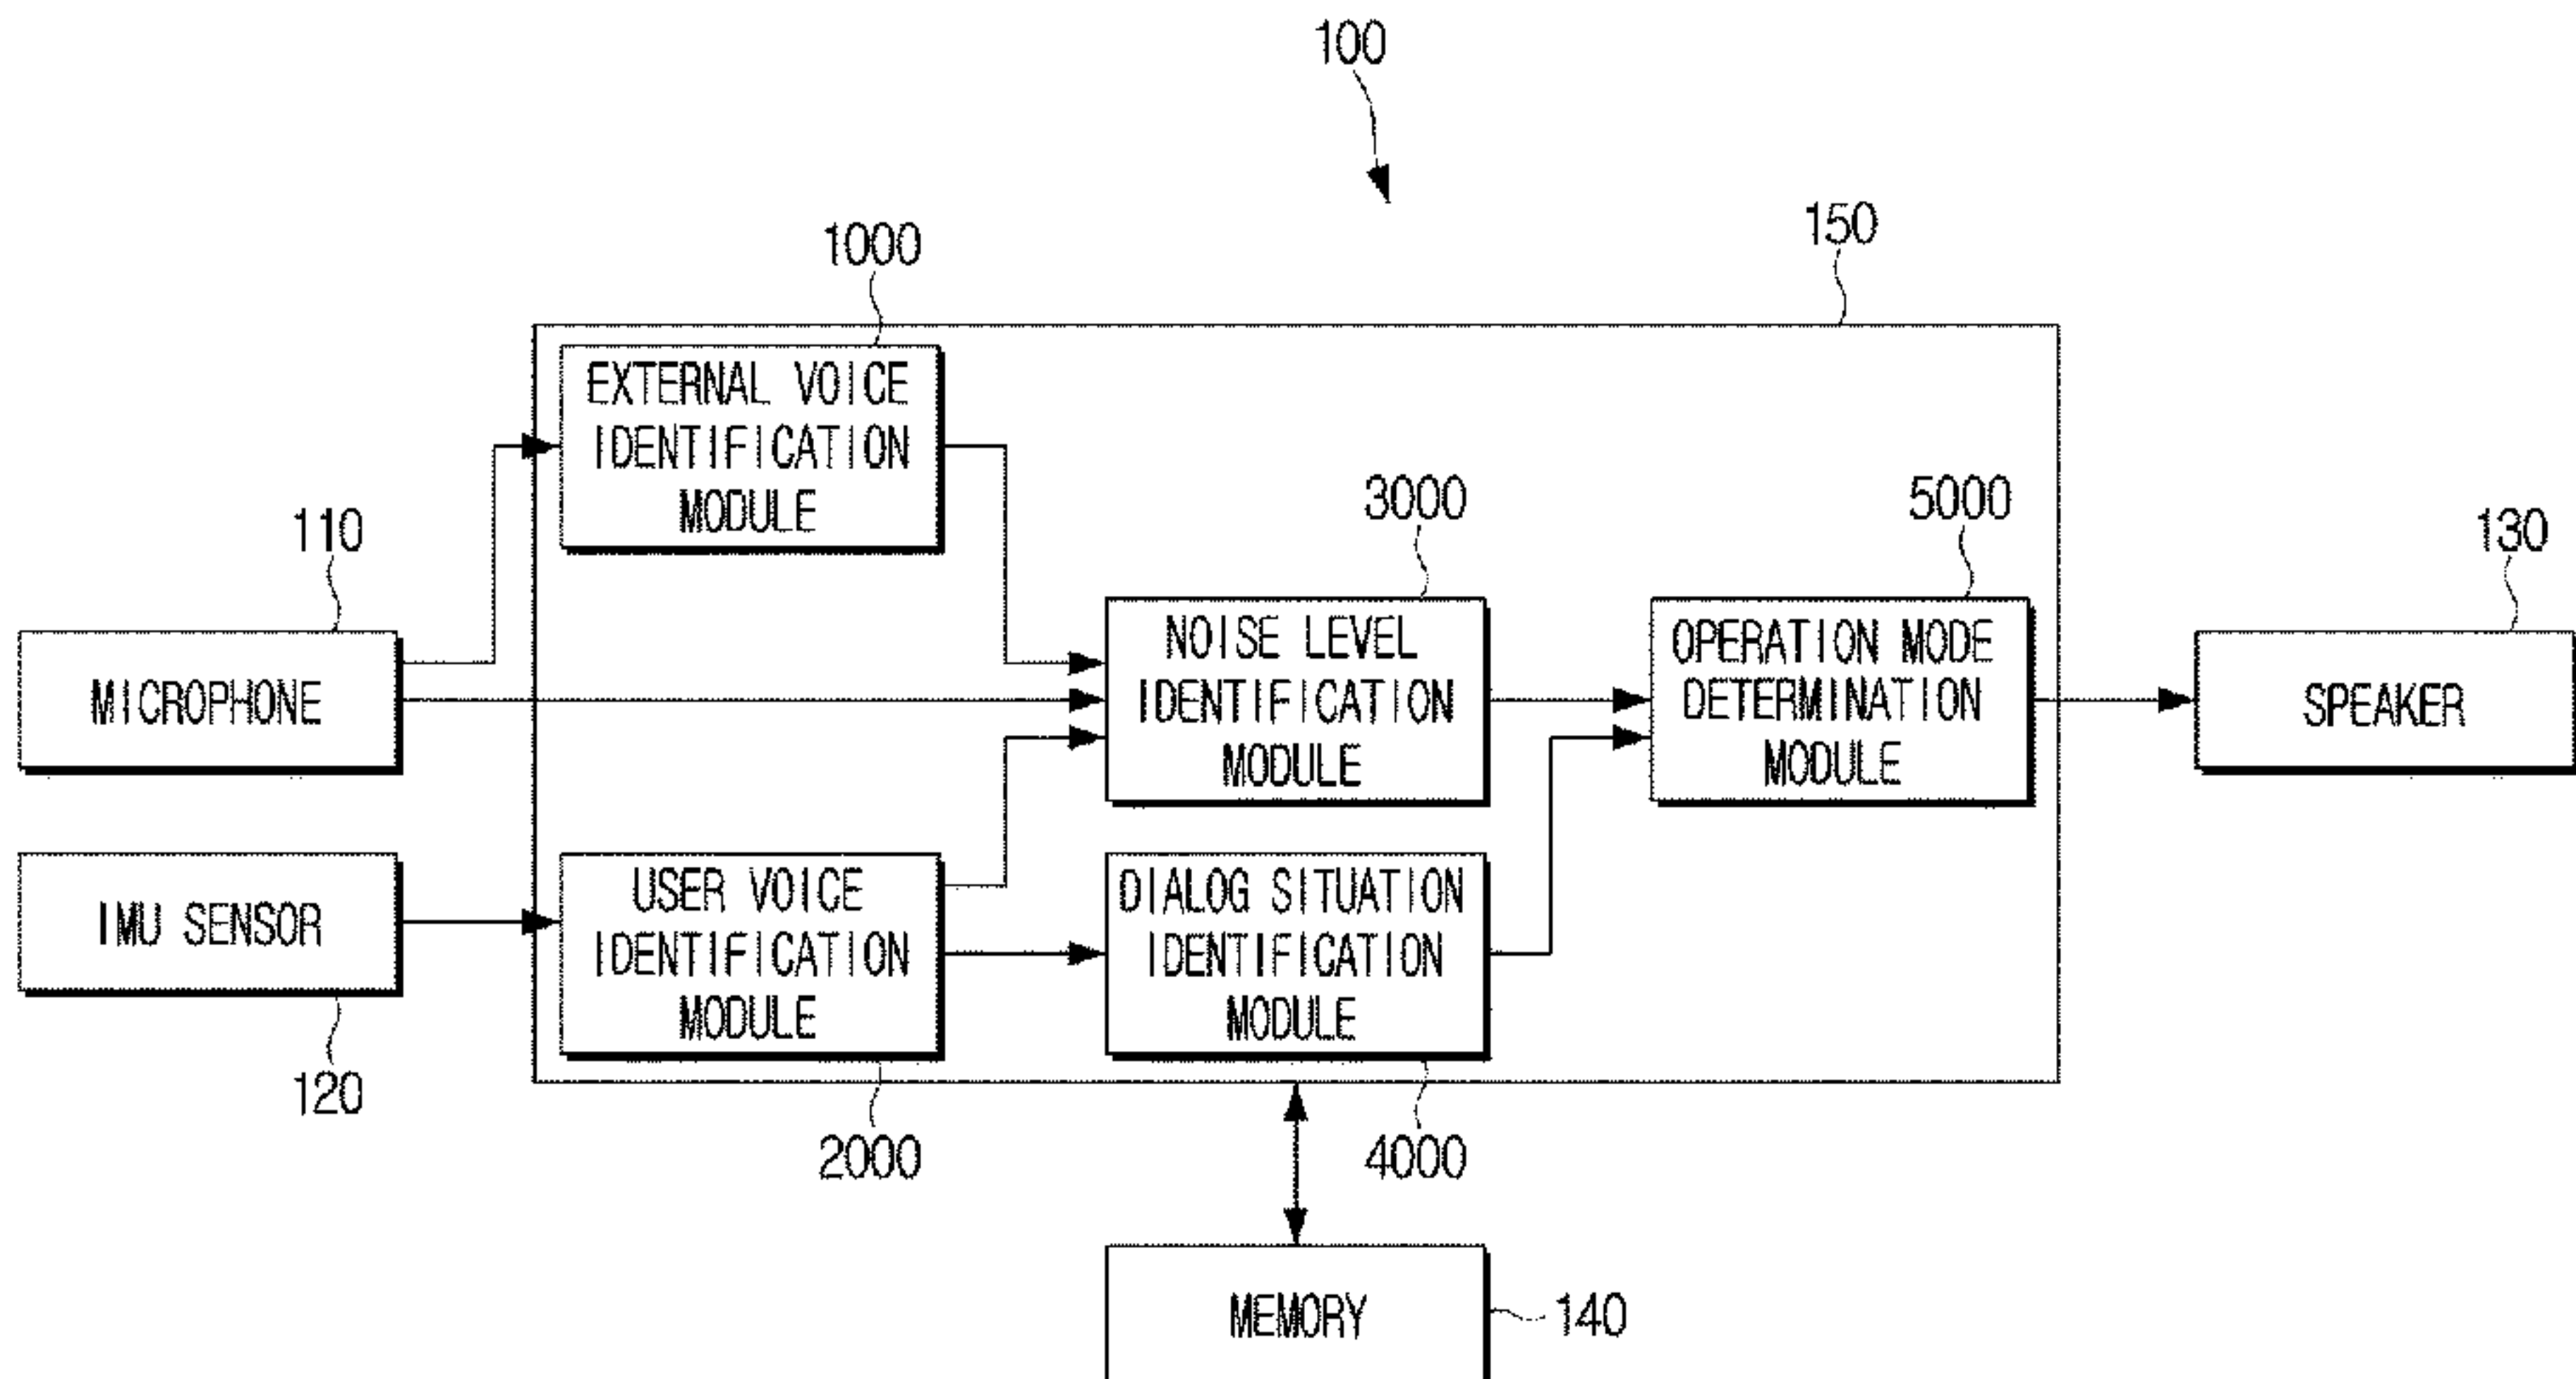 100
150
1000
EXTERNAL VOICE
IDENTIFICATION
MODULE
110
MICROPHONE
3000
NOISE LEVEL
IDENTIFICATION
MODULE
5000
OPERATION MODE
DETERMINATION
MODULE
130
SPEAKER
IMU SENSOR
120
USER VOICE
IDENTIFICATION
MODULE
2000
DIALOG SITUATION
IDENTIFICATION
MODULE
4000
MEMORY
140